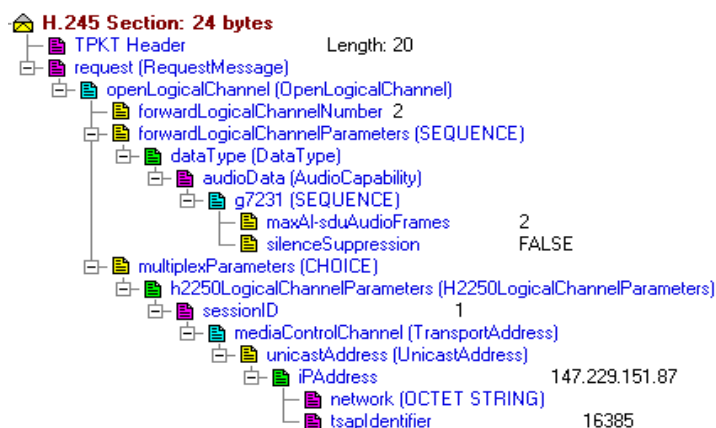 H.245 Section: 24 bytes
TPKT Header Length: 20
request (RequestMessage)
openLogicalChannel (OpenLogicalChannel)
forwardLogicalChannelNumber 2
forwardLogicalChannelParameters (SEQUENCE)
dataType (DataType)
audioData (AudioCapability)
g7231 (SEQUENCE)
maxAl-sduAudioFrames 2
silenceSuppression FALSE
multiplexParameters (CHOICE)
h2250LogicalChannelParameters (H2250LogicalChannelParameters)
sessionID 1
mediaControlChannel (TransportAddress)
unicastAddress (UnicastAddress)
iPAddress 147.229.151.87
network (OCTET STRING)
tsapIdentifier 16385